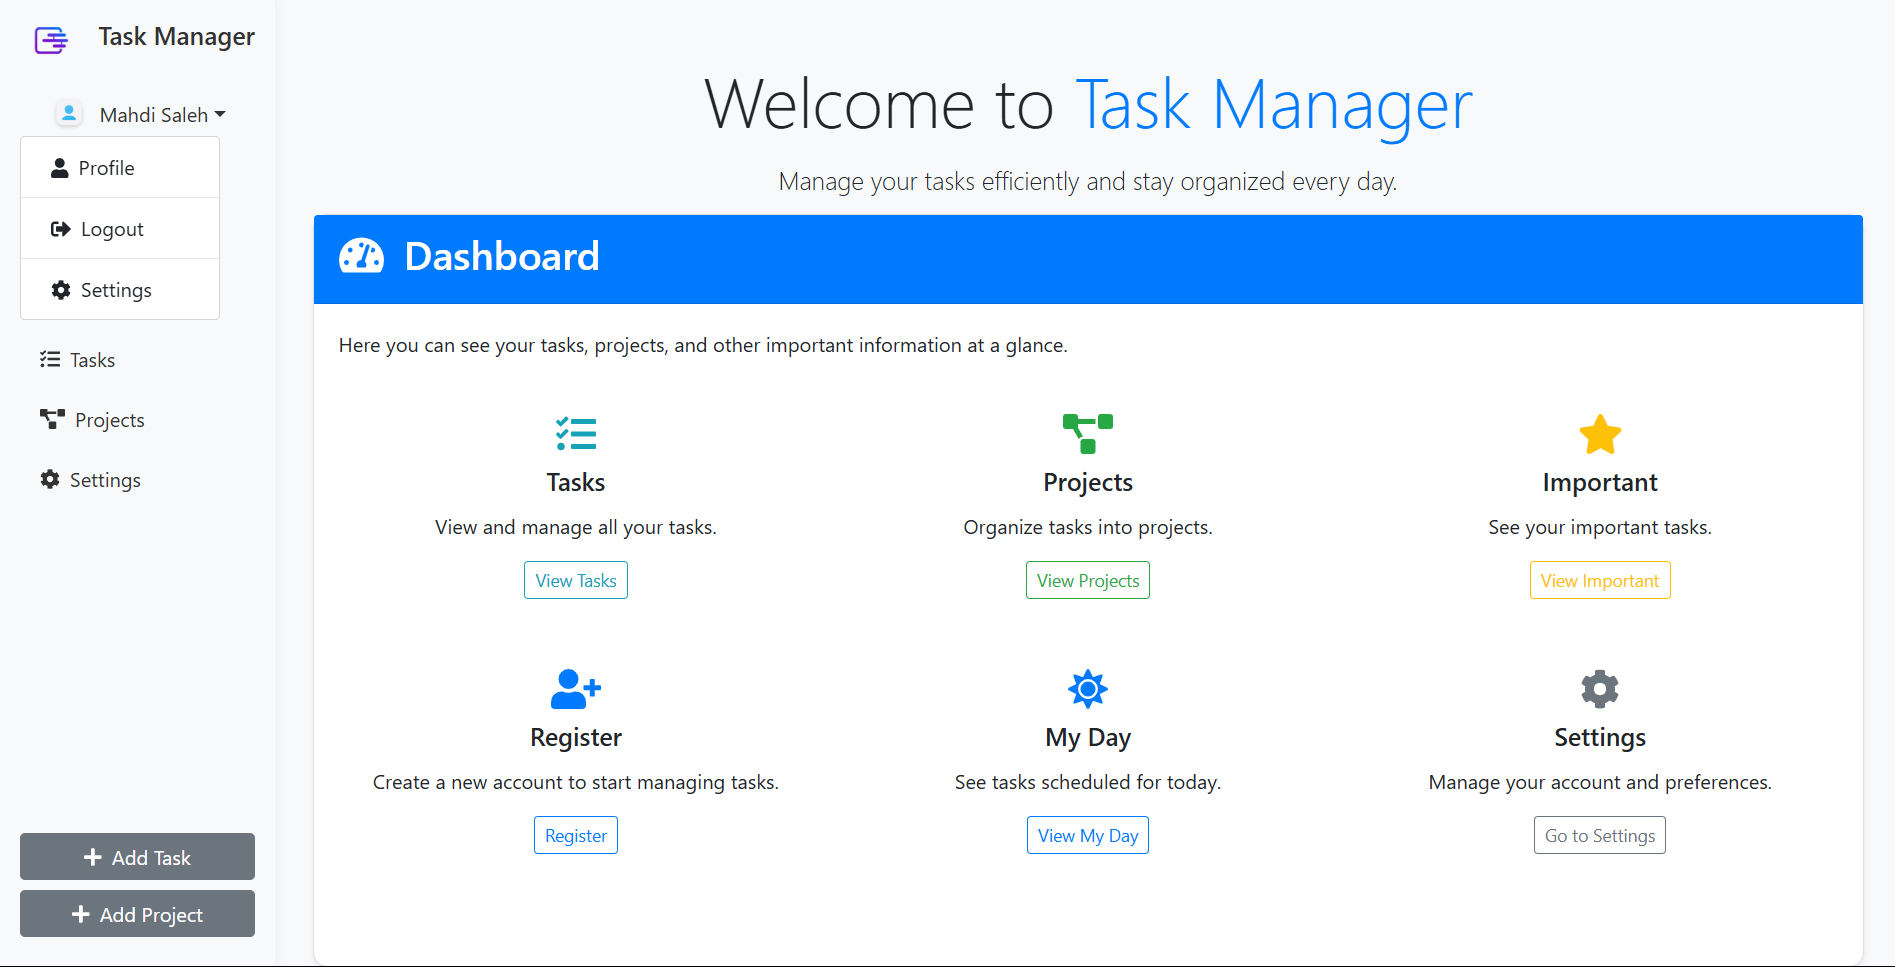 Task Manager
Mahdi Saleh
Profile
Logout
Settings
Tasks
Projects
Settings
Add Task
Add Project
Welcome to Task Manager
Manage your tasks efficiently and stay organized every day.
Dashboard
Here you can see your tasks, projects, and other important information at a glance.
Tasks
View and manage all your tasks.
View Tasks
Projects
Organize tasks into projects.
View Projects
Important
See your important tasks.
View Important
Register
Create a new account to start managing tasks.
Register
My Day
See tasks scheduled for today.
View My Day
Settings
Manage your account and preferences.
Go to Settings